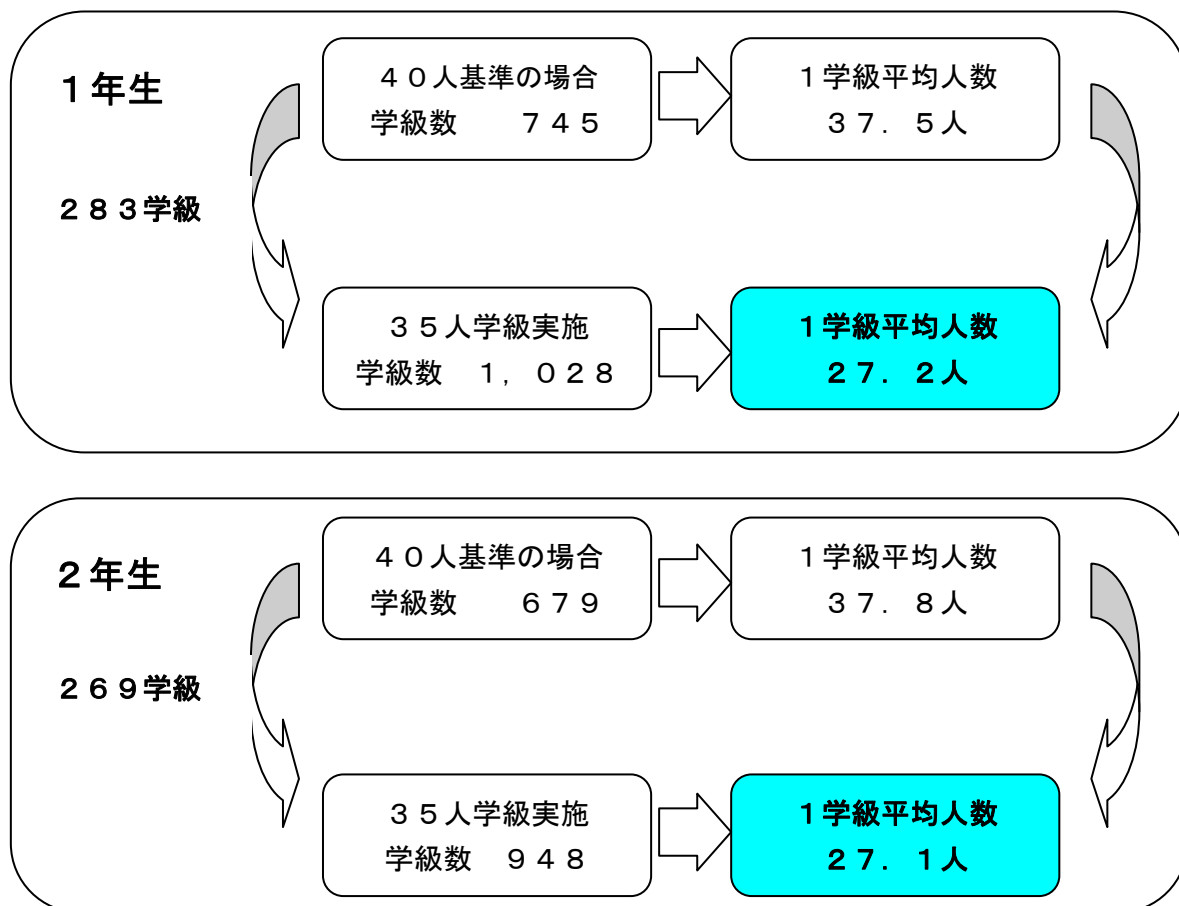 １年生
４０人基準の場合
学級数　　７４５
１学級平均人数
３７．５人
２８３学級
３５人学級実施
学級数　１，０２８
１学級平均人数
２７．２人
２年生
４０人基準の場合
学級数　　６７９
１学級平均人数
３７．８人
２６９学級
３５人学級実施
学級数　９４８
１学級平均人数
２７．１人